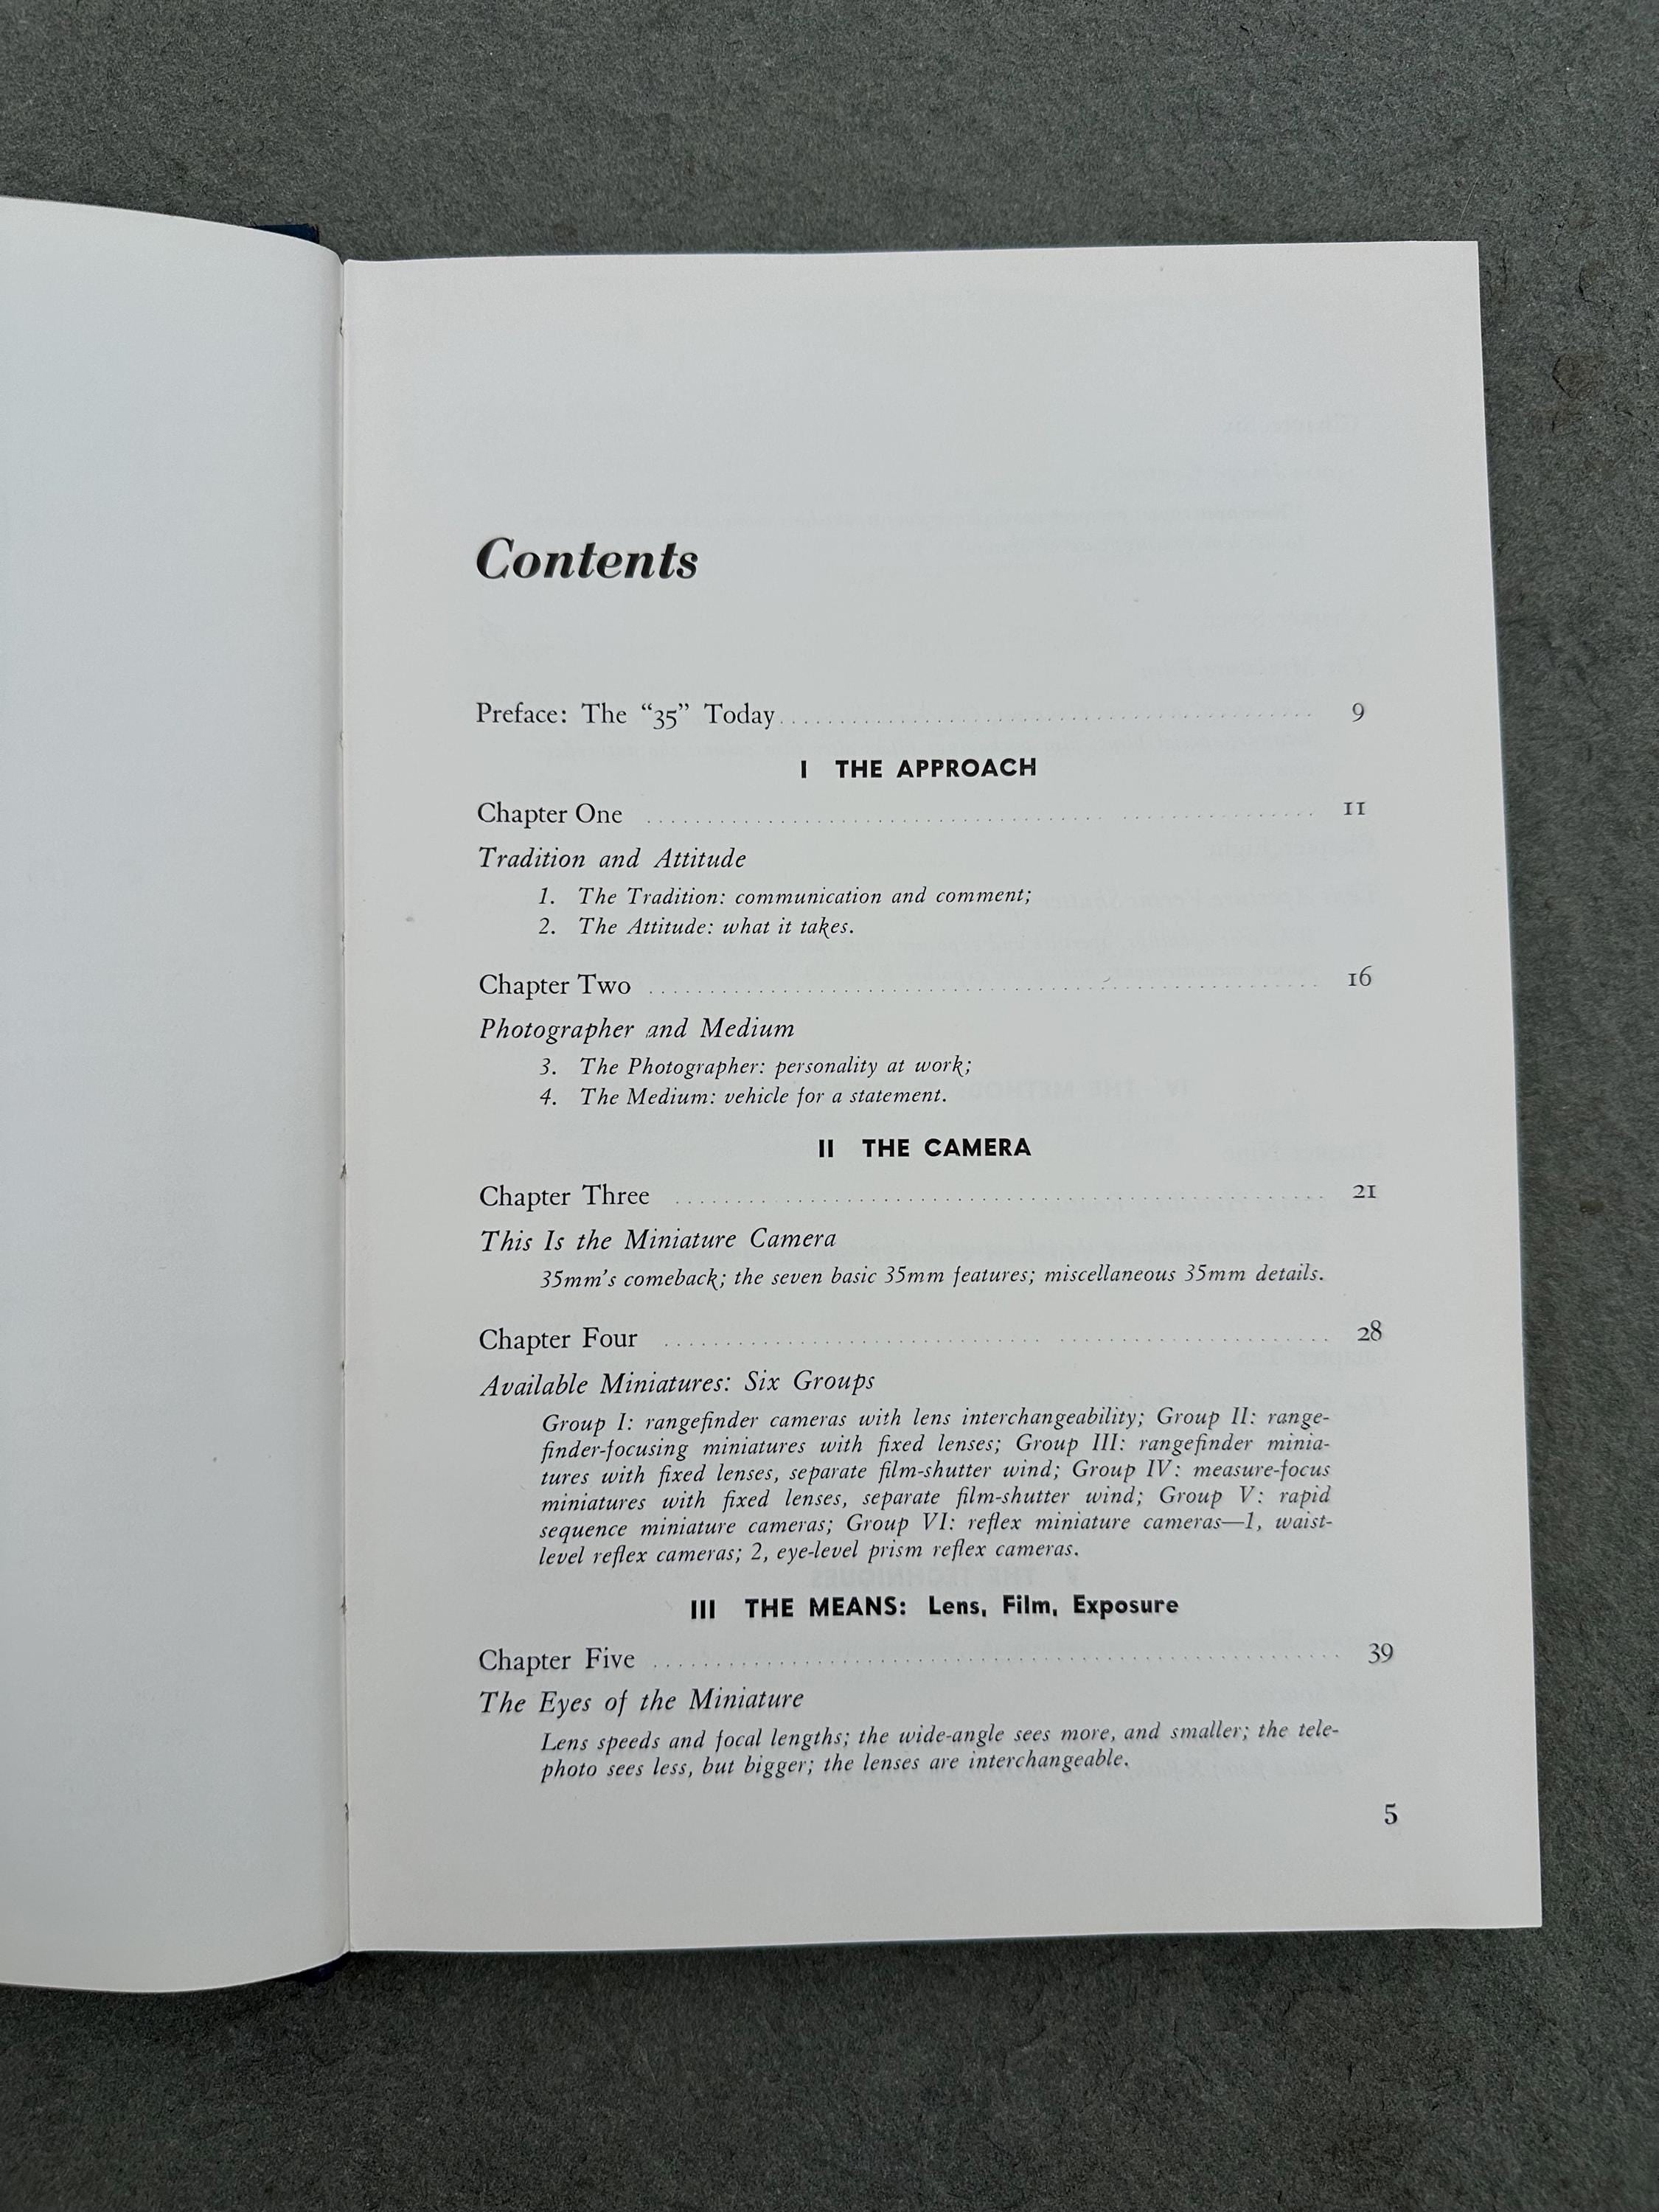 Contents
Preface: The “35” Today. . . . . . . . . . . . . . . . . . . . . . . . . . . . . . . . . . . . . . . . . . . . 9
I THE APPROACH
Chapter One . . . . . . . . . . . . . . . . . . . . . . . . . . . . . . . . . . . . . . . . . . . . . . . . . . . . 11
Tradition and Attitude
1. The Tradition: communication and comment;
2. The Attitude: what it takes.
Chapter Two . . . . . . . . . . . . . . . . . . . . . . . . . . . . . . . . . . . . . . . . . . . . . . . . . . . . 16
Photographer and Medium
3. The Photographer: personality at work;
4. The Medium: vehicle for a statement.
II THE CAMERA
Chapter Three . . . . . . . . . . . . . . . . . . . . . . . . . . . . . . . . . . . . . . . . . . . . . . . . . . 21
This Is the Miniature Camera
35mm’s comeback; the seven basic 35mm features; miscellaneous 35mm details.
Chapter Four . . . . . . . . . . . . . . . . . . . . . . . . . . . . . . . . . . . . . . . . . . . . . . . . . . . 28
Available Miniatures: Six Groups
Group I: rangefinder cameras with lens interchangeability; Group II: range-
finder-focusing miniatures with fixed lenses; Group III: rangefinder minia-
tures with fixed lenses, separate film-shutter wind; Group IV: measure-focus
miniatures with fixed lenses, separate film-shutter wind; Group V: rapid
sequence miniature cameras; Group VI: reflex miniature cameras—1, waist-
level reflex cameras; 2, eye-level prism reflex cameras.
III THE MEANS: Lens, Film, Exposure
Chapter Five . . . . . . . . . . . . . . . . . . . . . . . . . . . . . . . . . . . . . . . . . . . . . . . . . . . 39
The Eyes of the Miniature
Lens speeds and focal lengths; the wide-angle sees more, and smaller; the tele-
photo sees less, but bigger; the lenses are interchangeable.
5